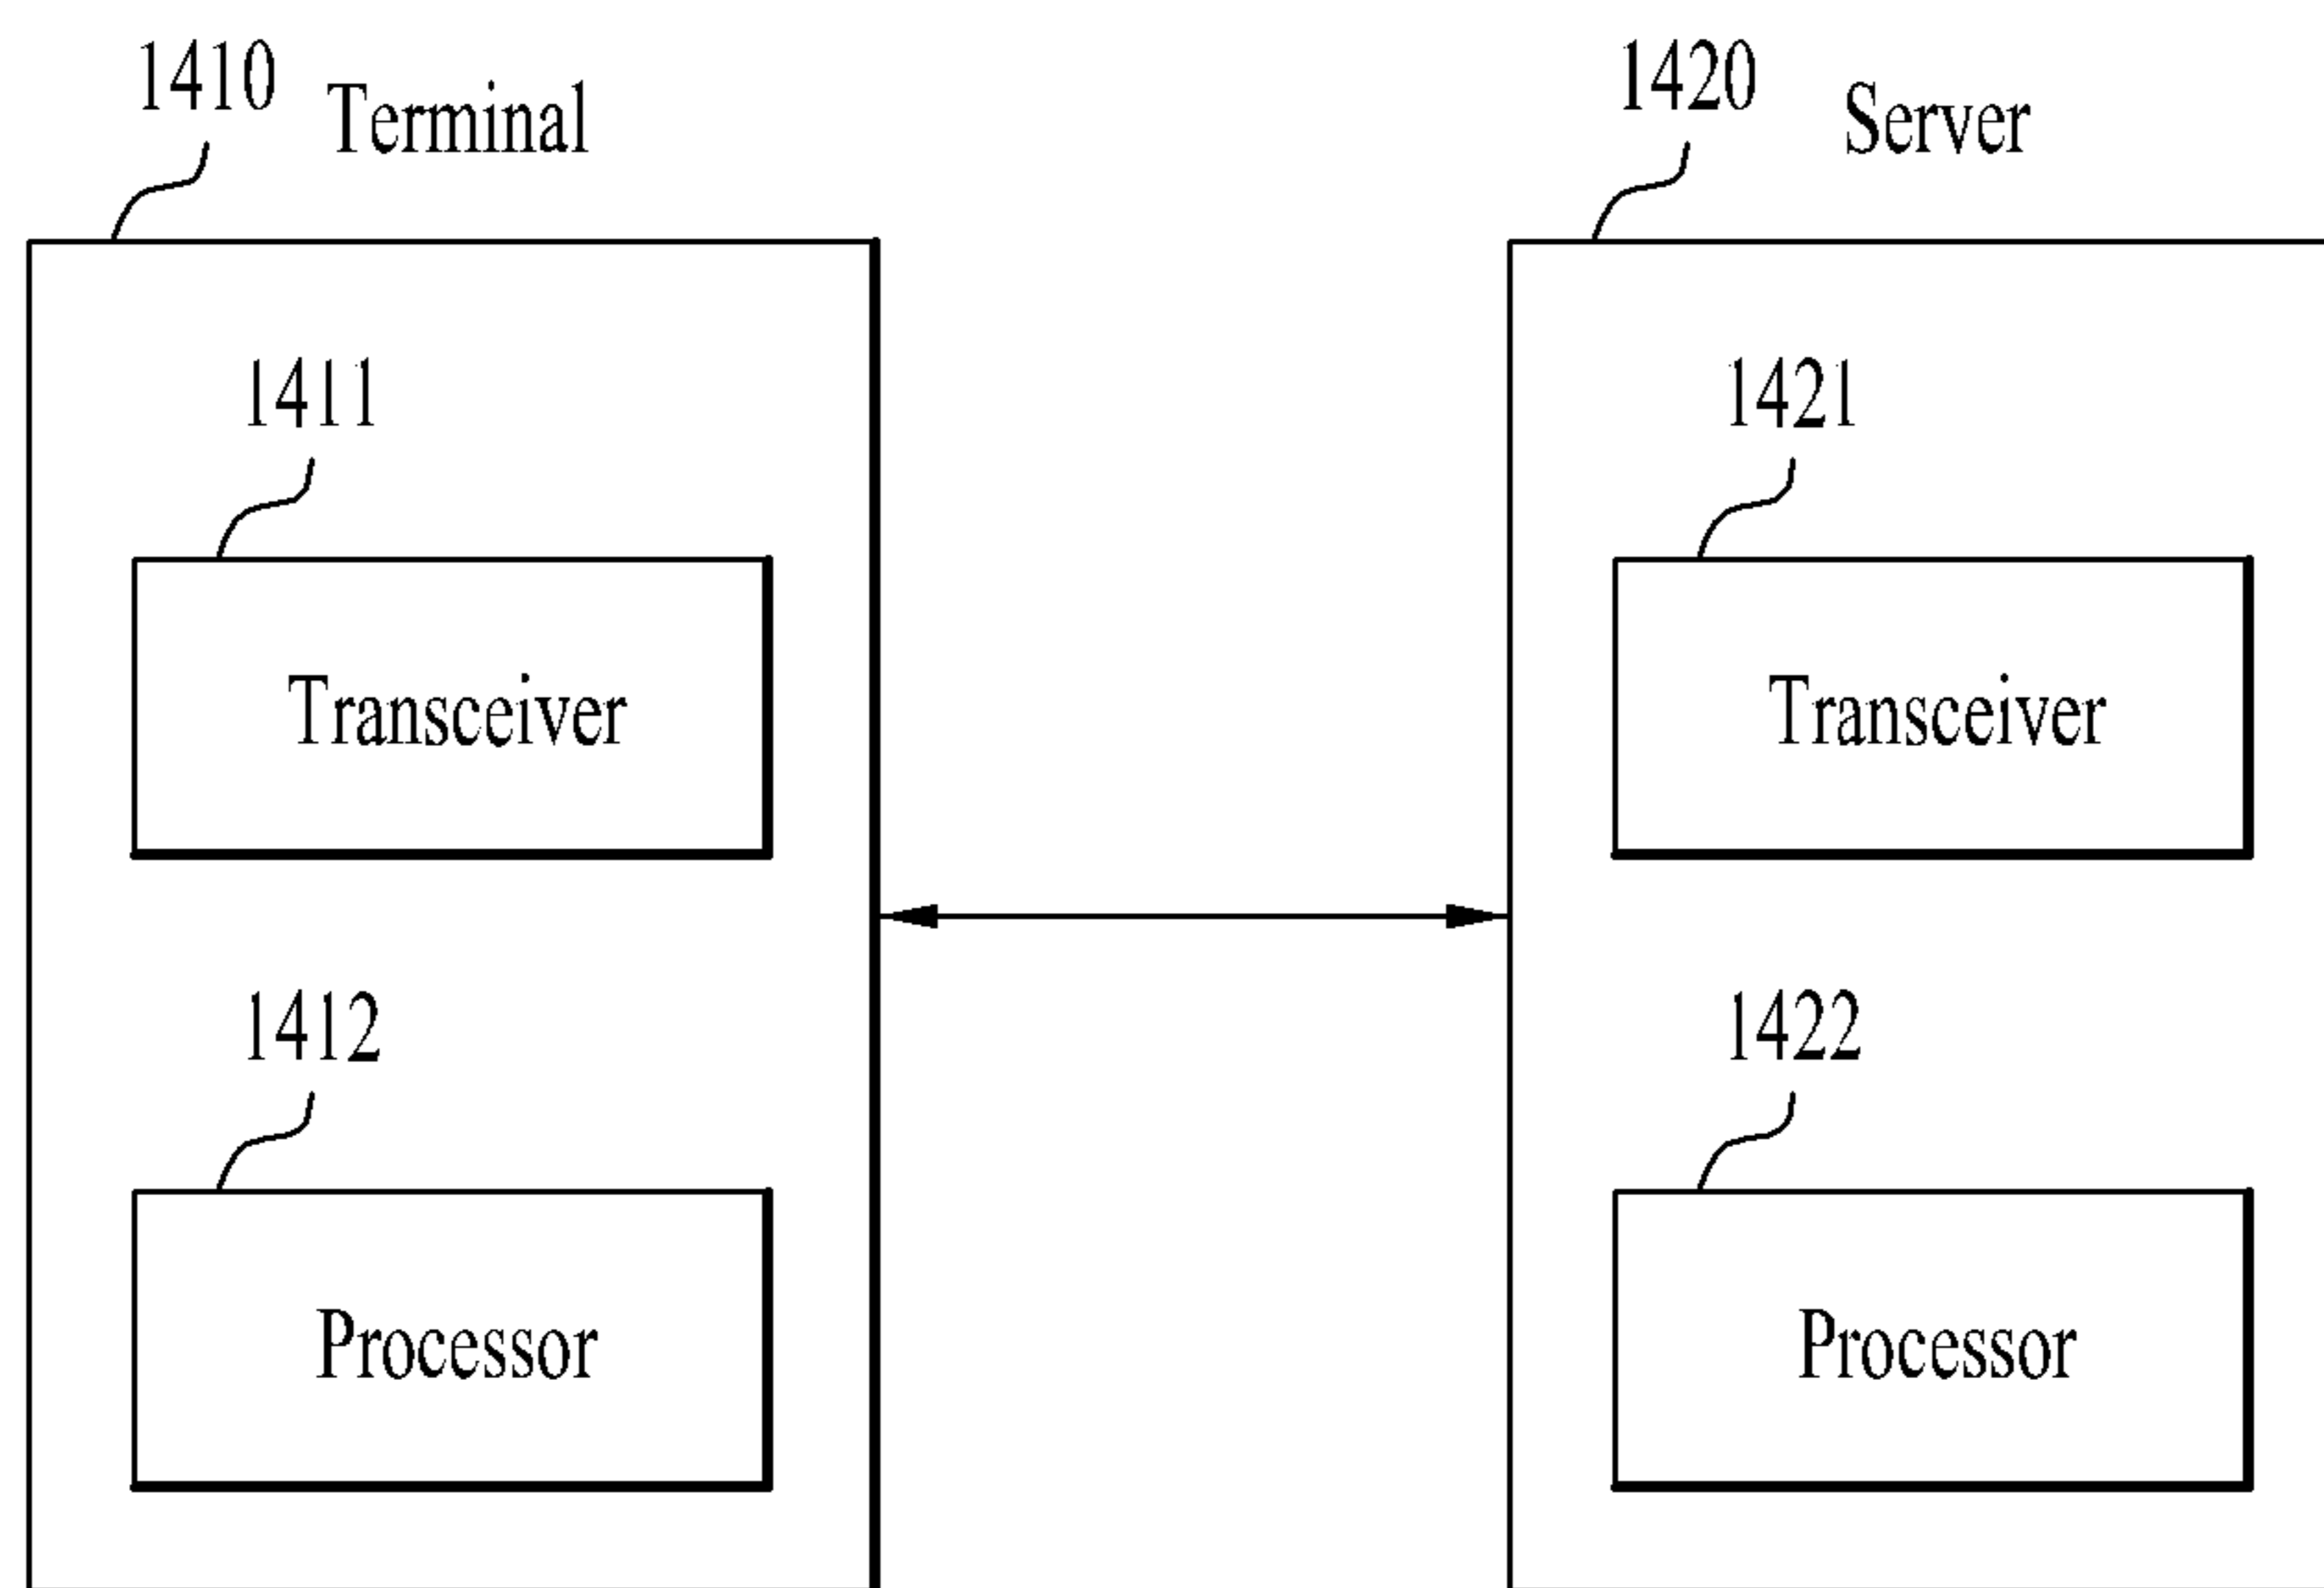 1410 Terminal
1420 Server
1411
1421
Transceiver
Transceiver
1412
1422
Processor
Processor